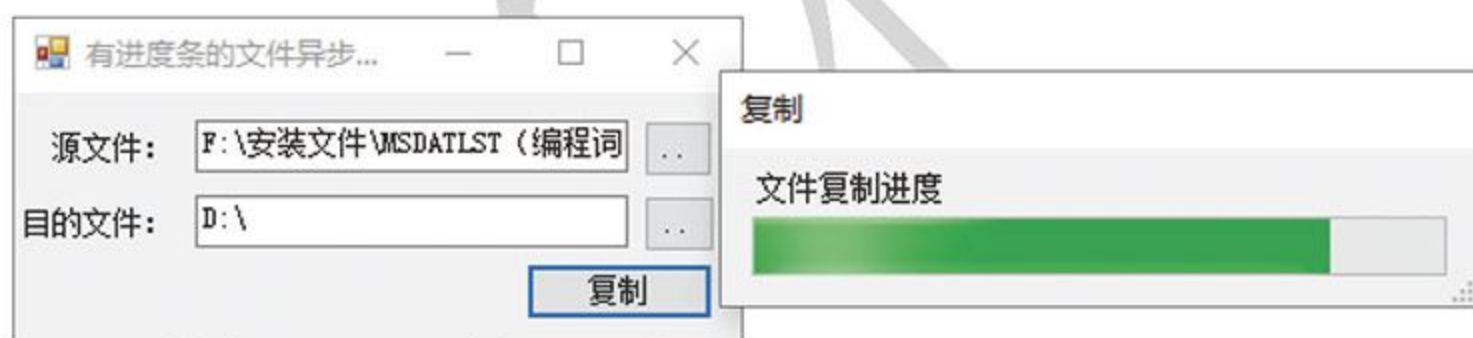 有进度条的文件异步...
源文件：
F:\安装文件\MSDATLST（编程词
..
目的文件：
D:\
..
复制
复制
文件复制进度